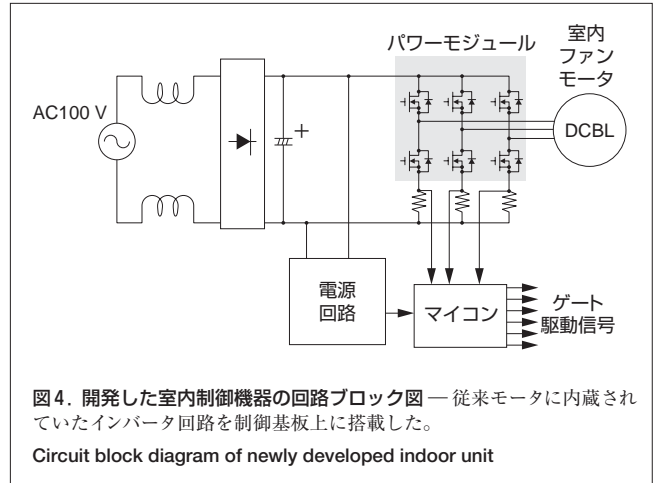 パワーモジュール
室内
ファン
モータ
AC100 V
+
DCBL
電源
回路
マイコン
ゲート
駆動信号
図4. 開発した室内制御機器の回路ブロック図 — 従来モータに内蔵され
ていたインバータ回路を制御基板上に搭載した。
Circuit block diagram of newly developed indoor unit